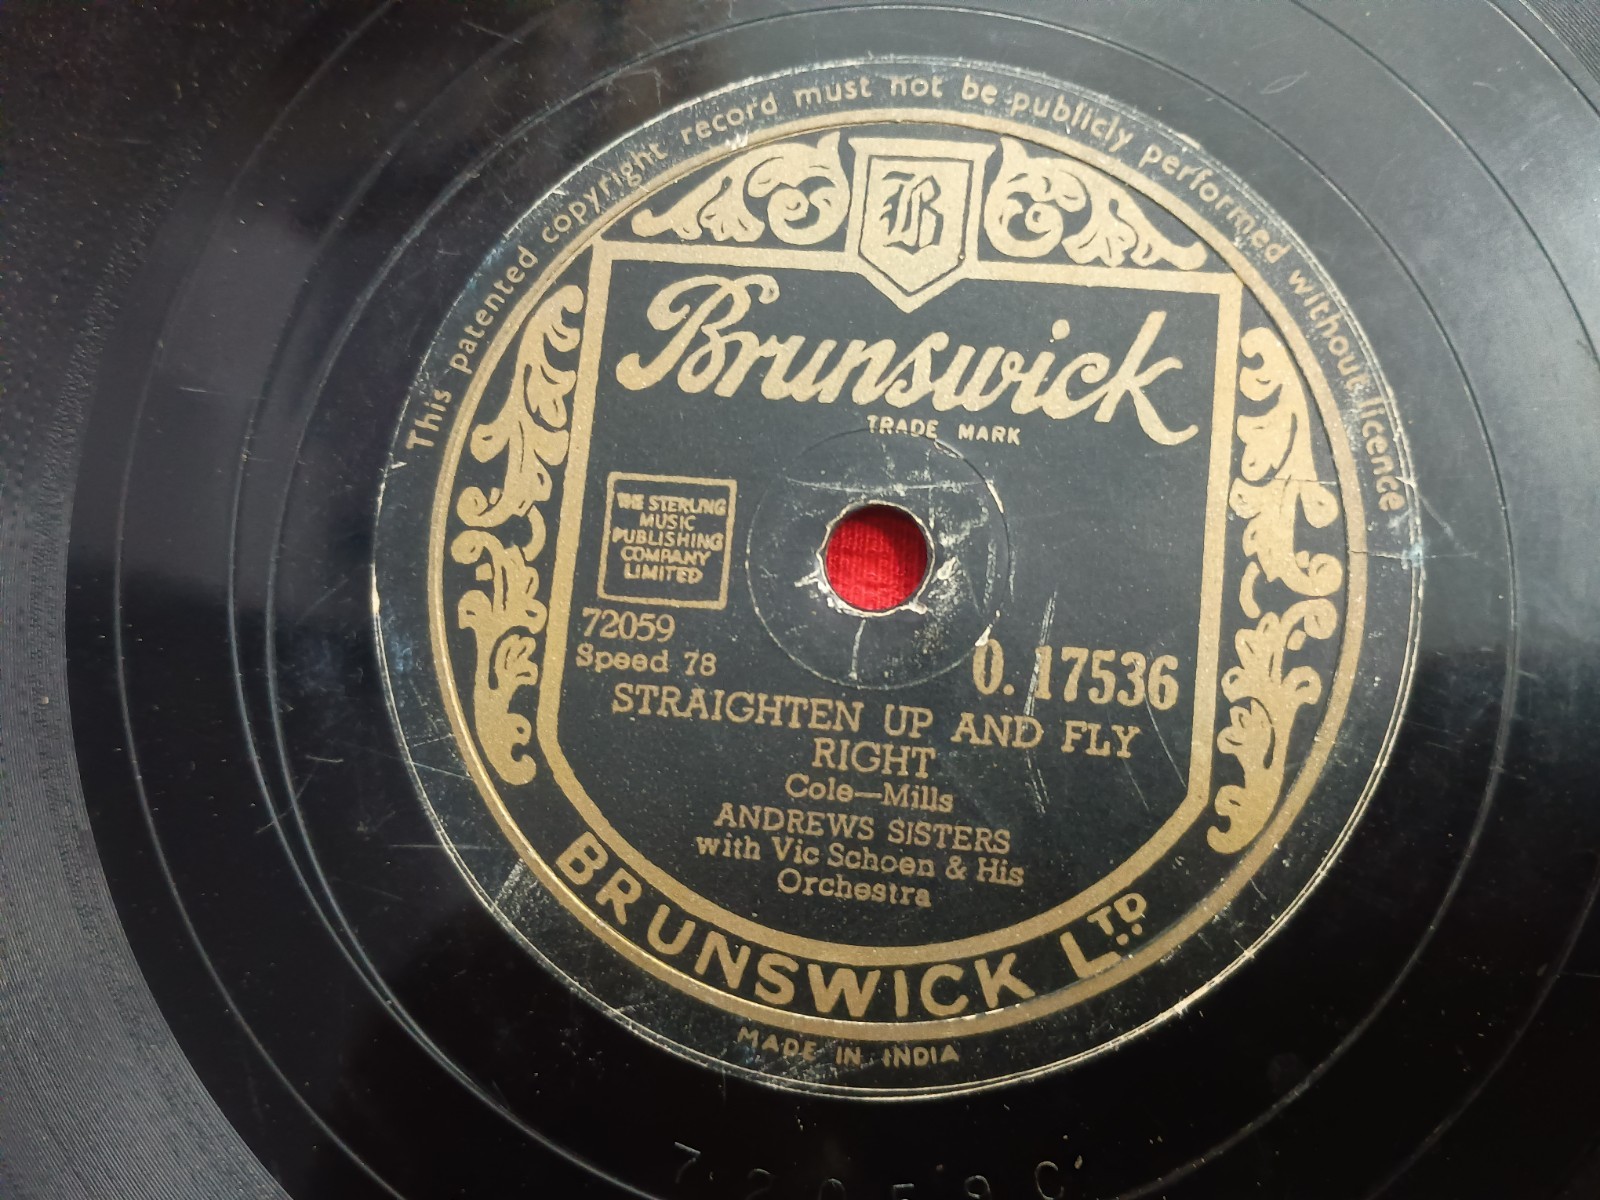 This patented copyright record must not be publicly performed without licence
B
Brunswick
TRADE MARK
THE STERLING
MUSIC
PUBLISHING
COMPANY
LIMITED
72059
Speed 78
O. 17536
STRAIGHTEN UP AND FLY
RIGHT
Cole—Mills
ANDREWS SISTERS
with Vic Schoen & His
Orchestra
BRUNSWICK LTD.
MADE IN INDIA
72059 C